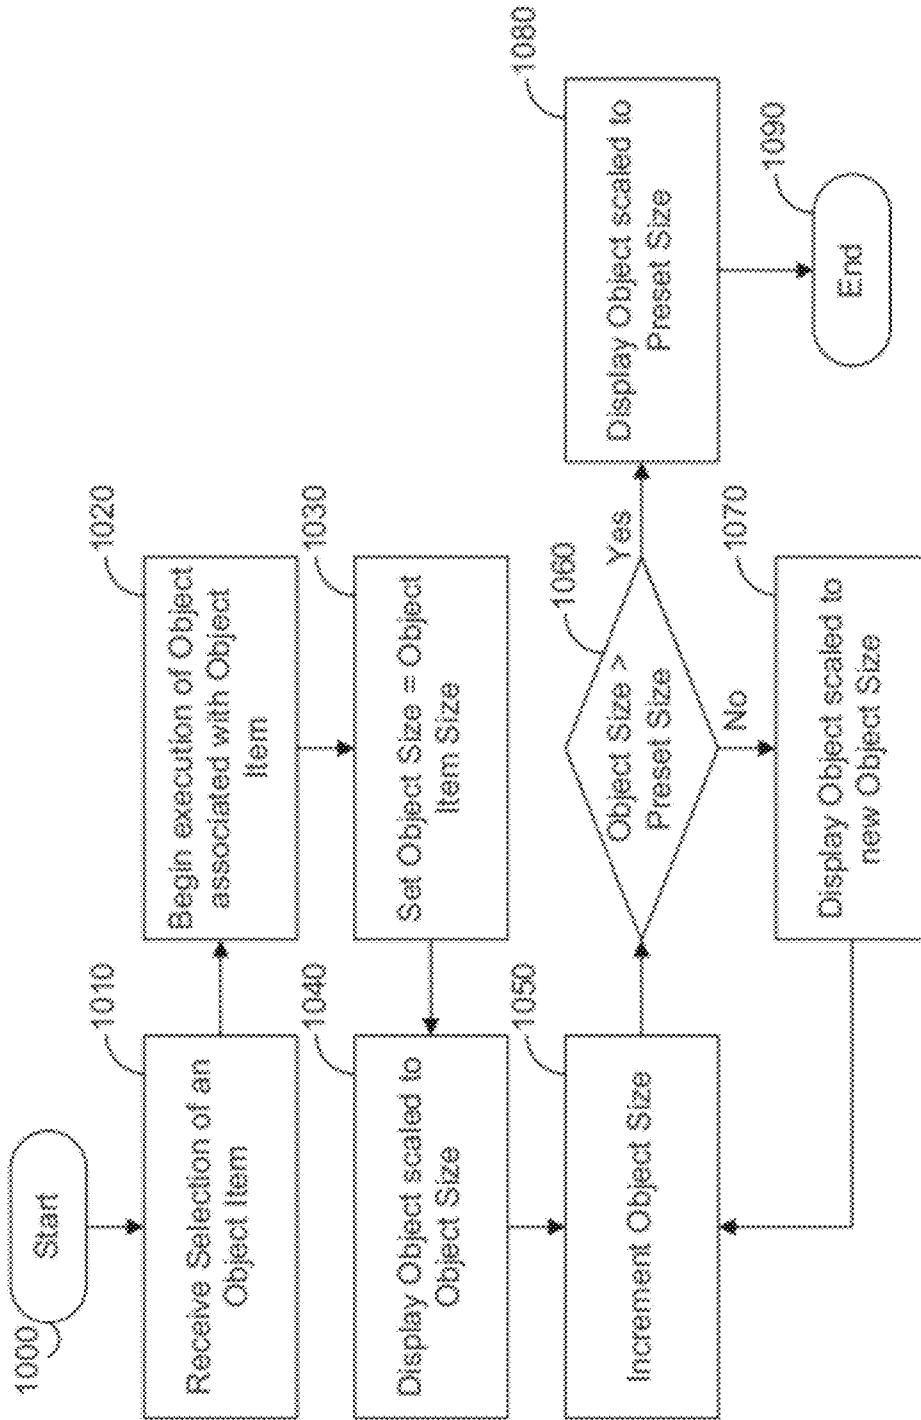 1000
Start
1010
Receive Selection of an
Object Item
1020
Begin execution of Object
associated with Object
Item
1030
Set Object Size = Object
Item Size
1040
Display Object scaled to
Object Size
1050
Increment Object Size
1060
Object Size >
Preset Size
Yes
No
1070
Display Object scaled to
new Object Size
1080
Display Object scaled to
Preset Size
1090
End